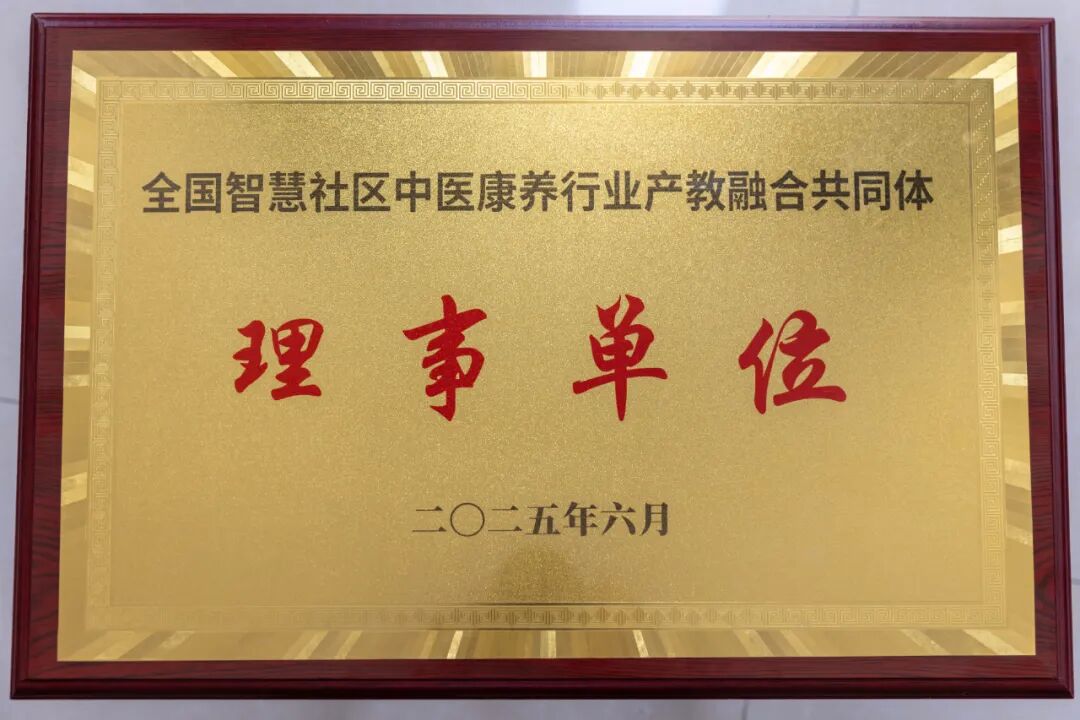 全国智慧社区中医康养行业产教融合共同体
理事单位
二〇二五年六月